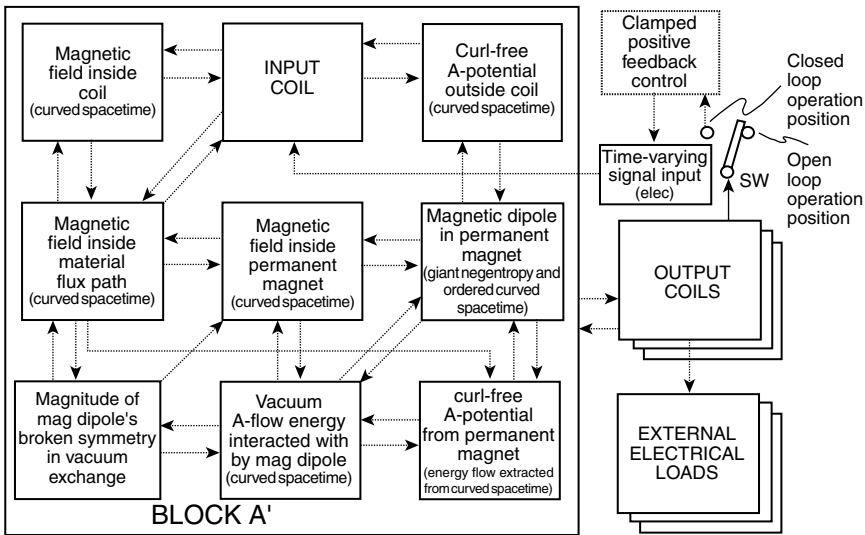 Magnetic
field inside
coil
(curved spacetime)
INPUT
COIL
Curl-free
A-potential
outside coil
(curved spacetime)
Clamped
positive
feedback
control
Closed
loop
operation
position
Time-varying
signal input
(elec)
SW
Open
loop
operation
position
Magnetic
field inside
material
flux path
(curved spacetime)
Magnetic
field inside
permanent
magnet
(curved spacetime)
Magnetic dipole
in permanent
magnet
(giant negentropy and
ordered curved
spacetime)
OUTPUT
COILS
Magnitude of
mag dipole's
broken symmetry
in vacuum
exchange
Vacuum
A-flow energy
interacted with
by mag dipole
(curved spacetime)
curl-free
A-potential
from permanent
magnet
(energy flow extracted
from curved spacetime)
EXTERNAL
ELECTRICAL
LOADS
BLOCK A'